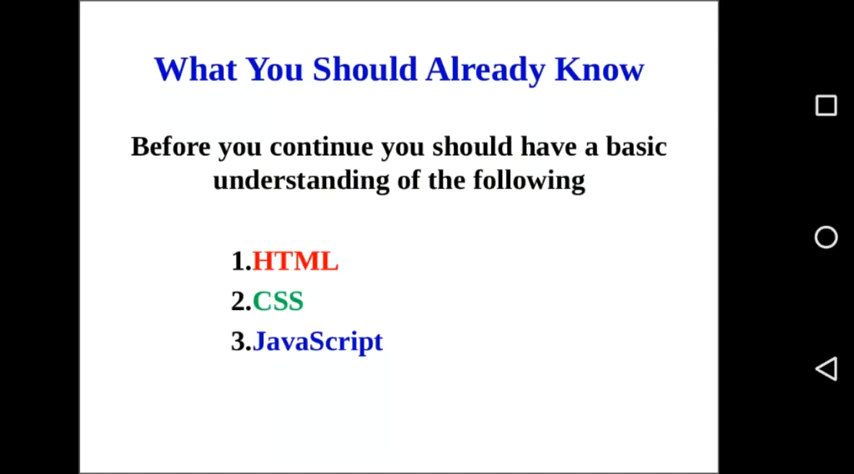 What You Should Already Know
Before you continue you should have a basic
understanding of the following
1.HTML
2.CSS
3.JavaScript